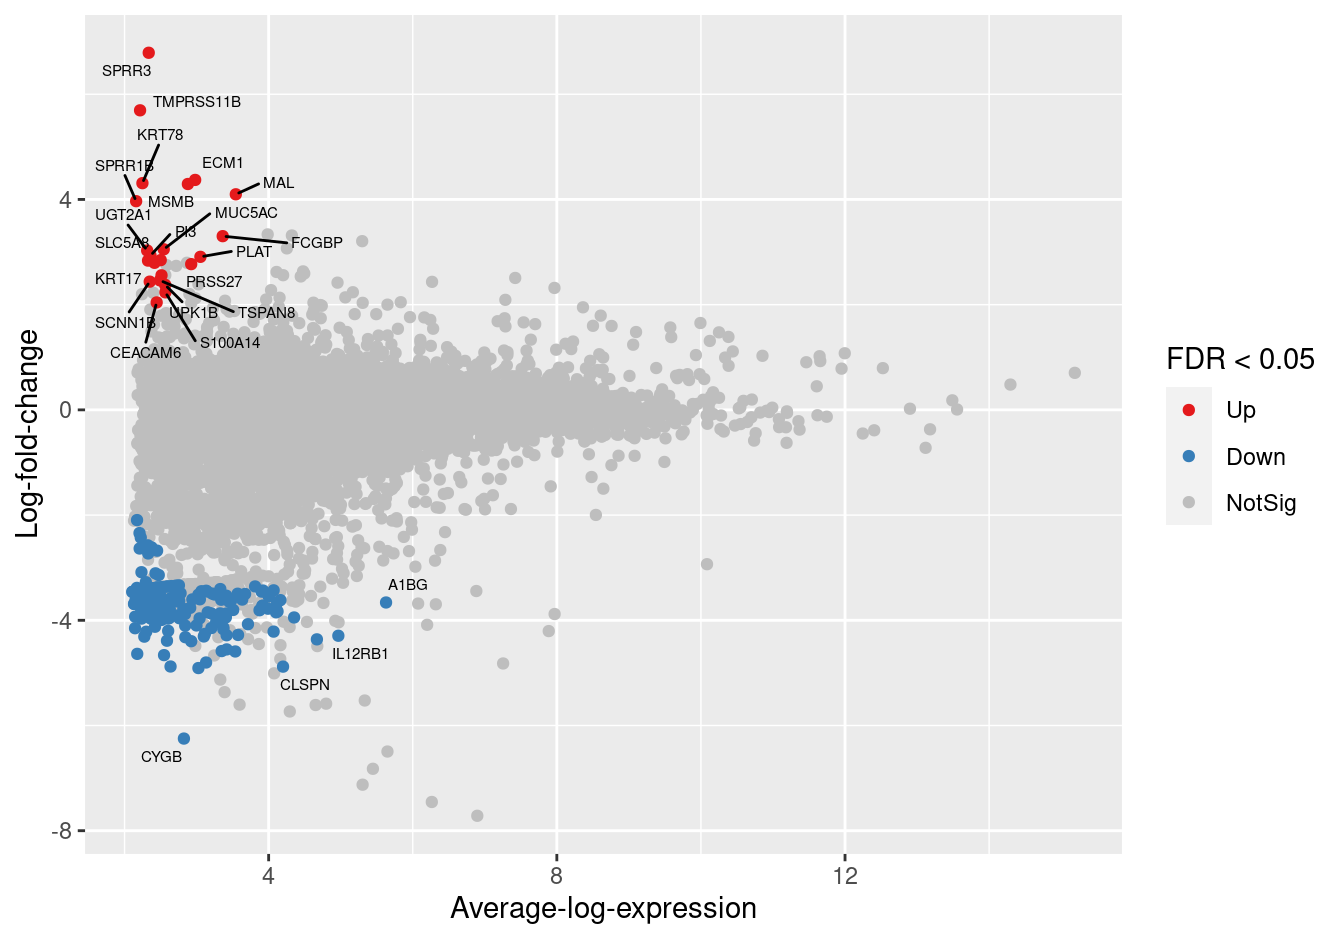 SPRR3
TMPRSS11B
KRT78
SPRR1B
ECM1
MAL
MSMB
UGT2A1
MUC5AC
PI3
SLC5A8
FCGBP
PLAT
KRT17
PRSS27
SCNN1B
UPK1B
TSPAN8
CEACAM6
S100A14
A1BG
IL12RB1
CLSPN
CYGB
4
0
-4
-8
Log-fold-change
4
8
12
Average-log-expression
FDR < 0.05
Up
Down
NotSig